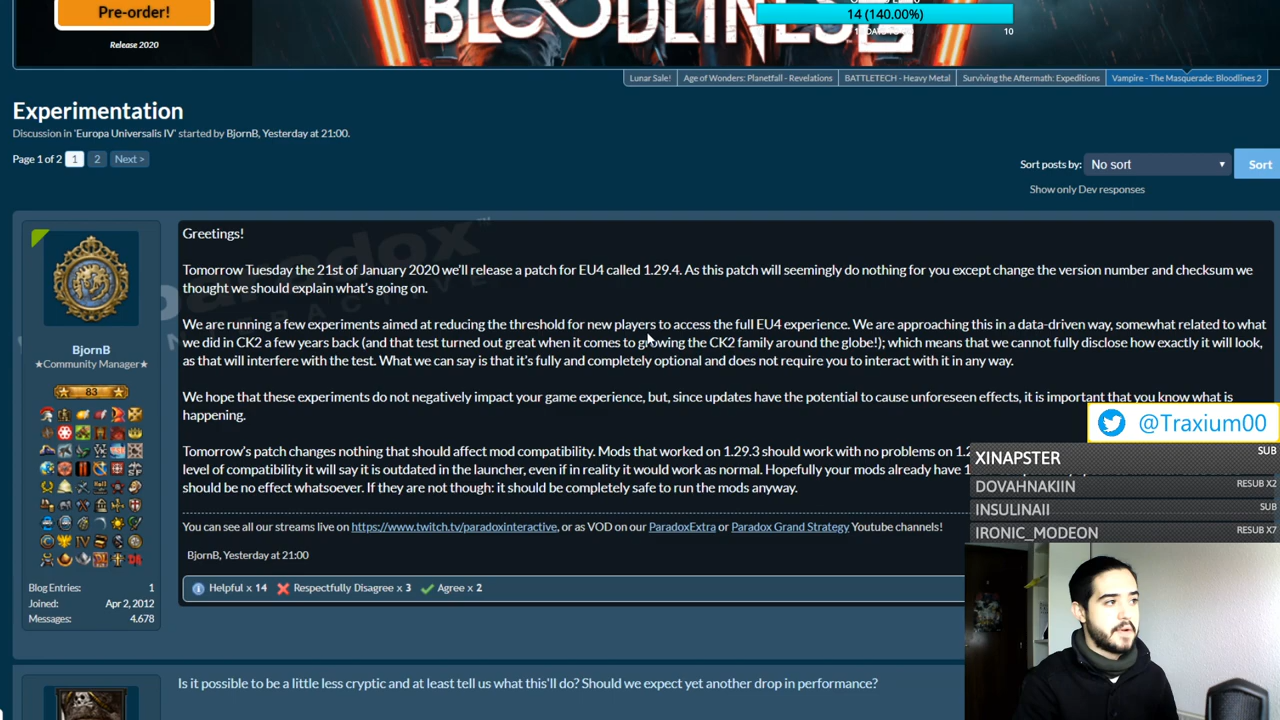 Pre-order!
Release 2020
BLOODLINES 2
14 (140.00%)
10
Lunar Sale!
Age of Wonders: Planetfall - Revelations
BATTLETECH - Heavy Metal
Surviving the Aftermath: Expeditions
Vampire - The Masquerade: Bloodlines 2
Experimentation
Discussion in 'Europa Universalis IV' started by BjornB, Yesterday at 21:00.
Page 1 of 2 1 2 Next >
Sort posts by: No sort Sort
Show only Dev responses
Greetings!
Tomorrow Tuesday the 21st of January 2020 we'll release a patch for EU4 called 1.29.4. As this patch will seemingly do nothing for you except change the version number and checksum we
thought we should explain what's going on.
We are running a few experiments aimed at reducing the threshold for new players to access the full EU4 experience. We are approaching this in a data-driven way, somewhat related to what
we did in CK2 a few years back (and that test turned out great when it comes to growing the CK2 family around the globe!); which means that we cannot fully disclose how exactly it will look,
as that will interfere with the test. What we can say is that it's fully and completely optional and does not require you to interact with it in any way.
We hope that these experiments do not negatively impact your game experience, but, since updates have the potential to cause unforeseen effects, it is important that you know what is
happening.
Tomorrow's patch changes nothing that should affect mod compatibility. Mods that worked on 1.29.3 should work with no problems on 1.2
level of compatibility it will say it is outdated in the launcher, even if in reality it would work as normal. Hopefully your mods already have 1
should be no effect whatsoever. If they are not though: it should be completely safe to run the mods anyway.
You can see all our streams live on https://www.twitch.tv/paradoxinteractive, or as VOD on our ParadoxExtra or Paradox Grand Strategy Youtube channels!
BjornB, Yesterday at 21:00
Helpful x 14 Respectfully Disagree x 3 Agree x 2
BjornB
★Community Manager★
83
Blog Entries: 1
Joined: Apr 2, 2012
Messages: 4.678
Is it possible to be a little less cryptic and at least tell us what this'll do? Should we expect yet another drop in performance?
@Traxium00
XINAPSTER SUB
DOVAHNAKIIN RESUB X2
INSULINAII SUB
IRONIC_MODEON RESUB X7